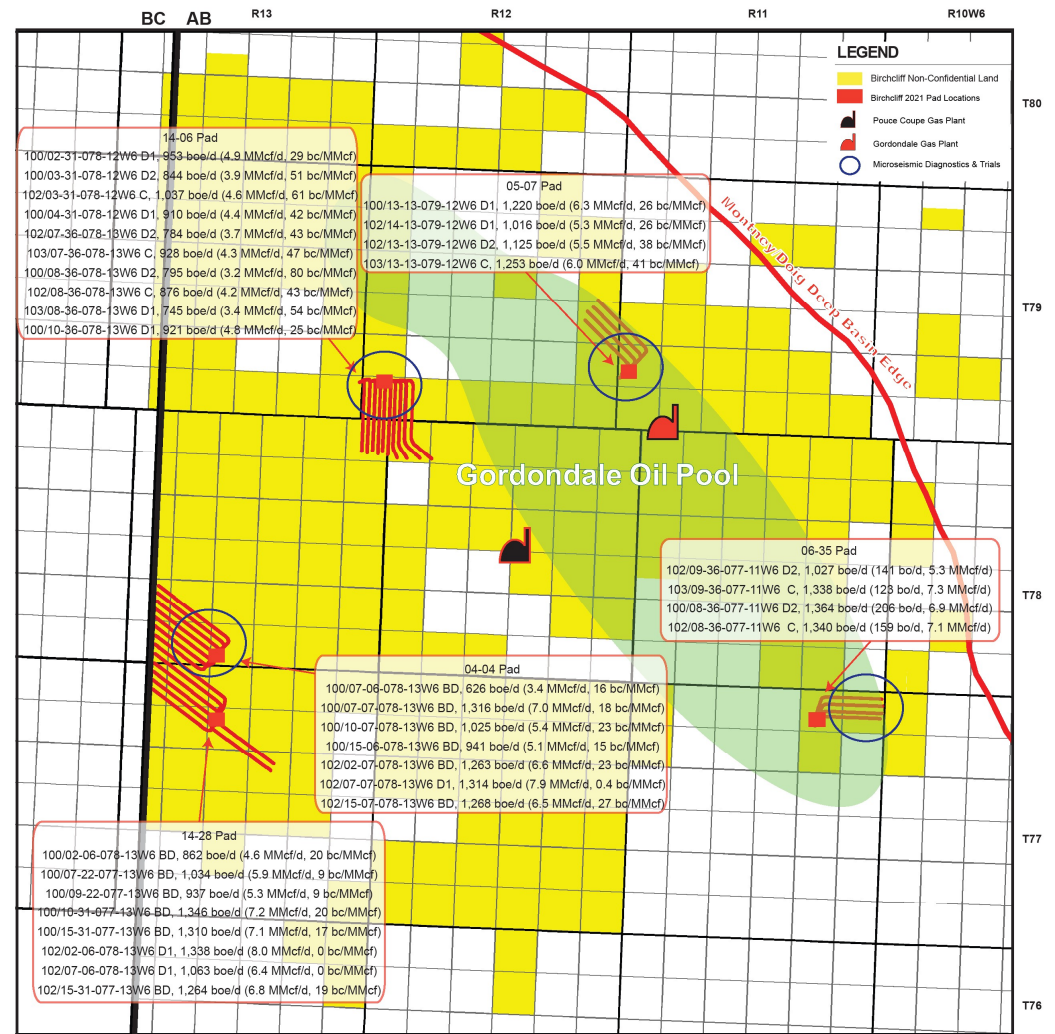 BC AB R13 R12 R11 R10W6
LEGEND
Birchcliff Non-Confidential Land
Birchcliff 2021 Pad Locations
Pouce Coupe Gas Plant
Gordondale Gas Plant
Microseismic Diagnostics & Trials
T80
14-06 Pad
100/02-31-078-12W6 D1, 953 boe/d (4.9 MMcf/d, 29 bc/MMcf)
100/03-31-078-12W6 D2, 844 boe/d (3.9 MMcf/d, 51 bc/MMcf)
102/03-31-078-12W6 C, 1,037 boe/d (4.6 MMcf/d, 61 bc/MMcf)
100/04-31-078-12W6 D1, 910 boe/d (4.4 MMcf/d, 42 bc/MMcf)
102/07-36-078-13W6 D2, 784 boe/d (3.7 MMcf/d, 43 bc/MMcf)
103/07-36-078-13W6 C, 928 boe/d (4.3 MMcf/d, 47 bc/MMcf)
100/08-36-078-13W6 D2, 795 boe/d (3.2 MMcf/d, 80 bc/MMcf)
102/08-36-078-13W6 C, 876 boe/d (4.2 MMcf/d, 43 bc/MMcf)
103/08-36-078-13W6 D1, 745 boe/d (3.4 MMcf/d, 54 bc/MMcf)
100/10-36-078-13W6 D1, 921 boe/d (4.8 MMcf/d, 25 bc/MMcf)
05-07 Pad
100/13-13-079-12W6 D1, 1,220 boe/d (6.3 MMcf/d, 26 bc/MMcf)
102/14-13-079-12W6 D1, 1,016 boe/d (5.3 MMcf/d, 26 bc/MMcf)
102/13-13-079-12W6 D2, 1,125 boe/d (5.5 MMcf/d, 38 bc/MMcf)
103/13-13-079-12W6 C, 1,253 boe/d (6.0 MMcf/d, 41 bc/MMcf)
Montney Doig Deep Basin Edge
T79
Gordondale Oil Pool
06-35 Pad
102/09-36-077-11W6 D2, 1,027 boe/d (141 bo/d, 5.3 MMcf/d)
103/09-36-077-11W6 C, 1,338 boe/d (123 bo/d, 7.3 MMcf/d)
100/08-36-077-11W6 D2, 1,364 boe/d (206 bo/d, 6.9 MMcf/d)
102/08-36-077-11W6 C, 1,340 boe/d (159 bo/d, 7.1 MMcf/d)
T78
04-04 Pad
100/07-06-078-13W6 BD, 626 boe/d (3.4 MMcf/d, 16 bc/MMcf)
100/07-07-078-13W6 BD, 1,316 boe/d (7.0 MMcf/d, 18 bc/MMcf)
100/10-07-078-13W6 BD, 1,025 boe/d (5.4 MMcf/d, 23 bc/MMcf)
100/15-06-078-13W6 BD, 941 boe/d (5.1 MMcf/d, 15 bc/MMcf)
102/02-07-078-13W6 BD, 1,263 boe/d (6.6 MMcf/d, 23 bc/MMcf)
102/07-07-078-13W6 D1, 1,314 boe/d (7.9 MMcf/d, 0.4 bc/MMcf)
102/15-07-078-13W6 BD, 1,268 boe/d (6.5 MMcf/d, 27 bc/MMcf)
T77
14-28 Pad
100/02-06-078-13W6 BD, 862 boe/d (4.6 MMcf/d, 20 bc/MMcf)
100/07-22-077-13W6 BD, 1,034 boe/d (5.9 MMcf/d, 9 bc/MMcf)
100/09-22-077-13W6 BD, 937 boe/d (5.3 MMcf/d, 9 bc/MMcf)
100/10-31-077-13W6 BD, 1,346 boe/d (7.2 MMcf/d, 20 bc/MMcf)
100/15-31-077-13W6 BD, 1,310 boe/d (7.1 MMcf/d, 17 bc/MMcf)
102/02-06-078-13W6 D1, 1,338 boe/d (8.0 MMcf/d, 0 bc/MMcf)
102/07-06-078-13W6 D1, 1,063 boe/d (6.4 MMcf/d, 0 bc/MMcf)
102/15-31-077-13W6 BD, 1,264 boe/d (6.8 MMcf/d, 19 bc/MMcf)
T76